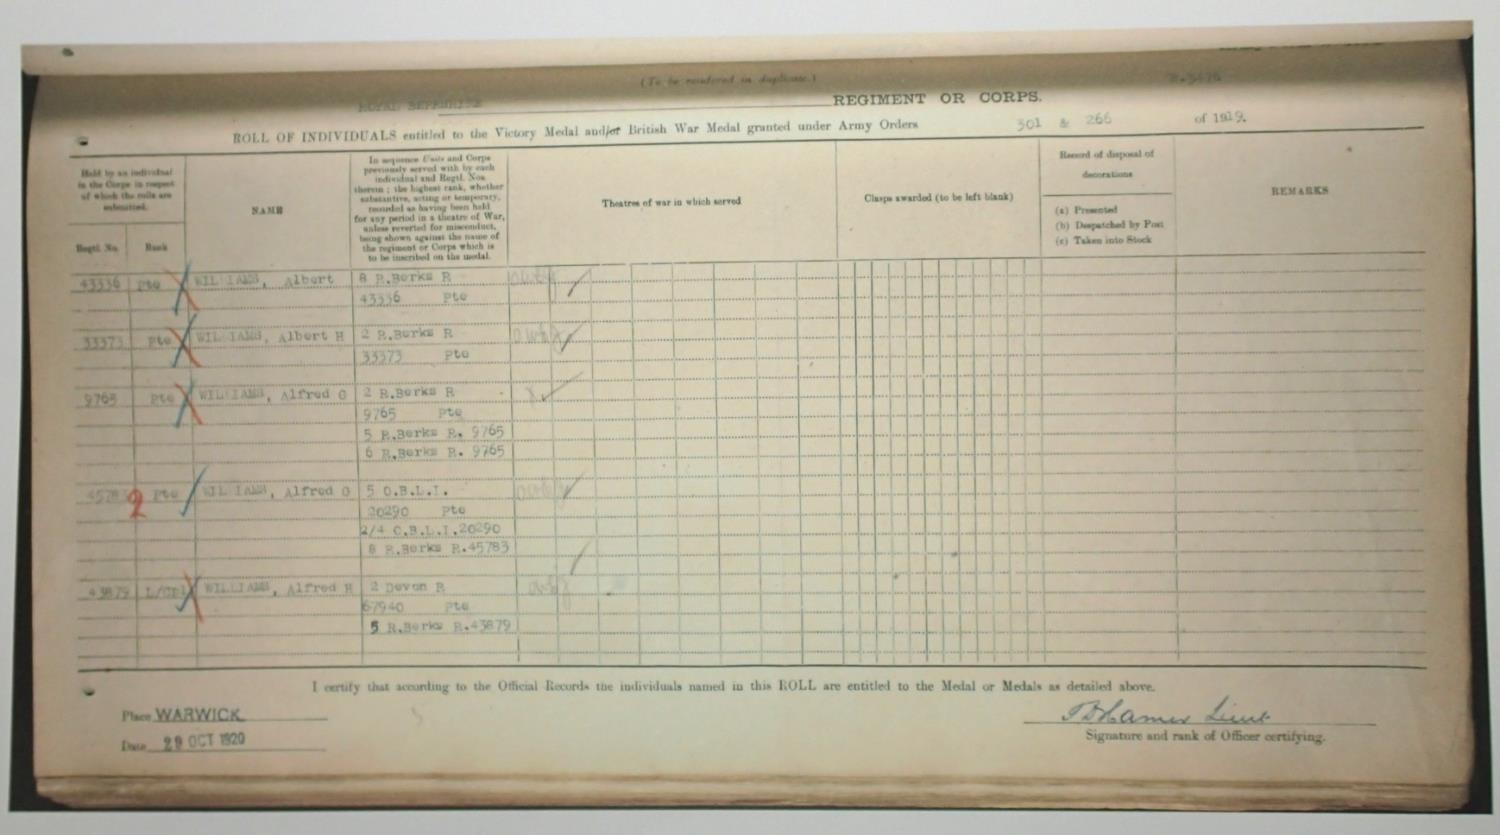 (To be rendered in duplicate.)
ROYAL BERKSHIRE REGIMENT OR CORPS.
ROLL OF INDIVIDUALS entitled to the Victory Medal and/or British War Medal granted under Army Orders 301 & 266 of 1919.
Held by an individual
in the Corps in respect
of which the rolls are
submitted.
Regtl. No. Rank
NAME
In sequence Units and Corps
previously served with by each
individual and Regtl. Nos.
therein; the highest rank, whether
substantive, acting or temporary,
recorded as having been held
for any period in a theatre of War,
unless reverted for misconduct,
being shown against the name of
the regiment or Corps which is
to be inscribed on the medal.
Theatres of war in which served
Clasps awarded (to be left blank)
Record of disposal of
decorations
(a) Presented
(b) Despatched by Post
(c) Taken into Stock
REMARKS
43336 Pte WILLIAMS, Albert 8 R.Berks R
43336 Pte
33373 Pte WILLIAMS, Albert H 2 R.Berks R
33373 Pte
9765 Pte WILLIAMS, Alfred G 2 R.Berks R
9765 Pte
5 R.Berks R. 9765
6 R.Berks R. 9765
2 Pte WILLIAMS, Alfred G 5 O.B.L.I.
20290 Pte
2/4 O.B.L.I.20290
8 R.Berks R.45783
43879 L/Cpl WILLIAMS, Alfred H 2 Devon R
67940 Pte
5 R.Berks R.43879
I certify that according to the Official Records the individuals named in this ROLL are entitled to the Medal or Medals as detailed above.
Place WARWICK
Date 29 OCT 1920
Lieut
Signature and rank of Officer certifying.